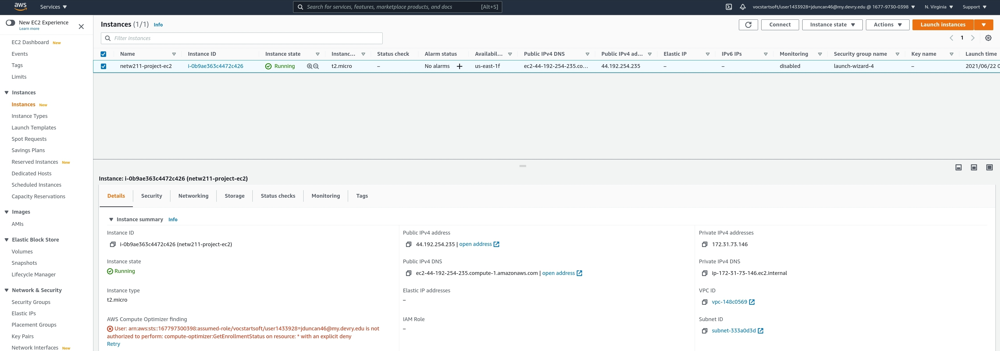 aws Services Search for services, features, marketplace products, and docs [Alt+S] vocstartsoft/user1433928=jduncan46@my.devry.edu @ 1677-9730-0398 N. Virginia Support
New EC2 Experience
Learn more
EC2 Dashboard New
Events
Tags
Limits
Instances
Instances New
Instance Types
Launch Templates
Spot Requests
Savings Plans
Reserved Instances New
Dedicated Hosts
Scheduled Instances
Capacity Reservations
Images
AMIs
Elastic Block Store
Volumes
Snapshots
Lifecycle Manager
Network & Security
Security Groups
Elastic IPs
Placement Groups
Key Pairs
Network Interfaces New
Instances (1/1) Info Connect Instance state Actions Launch instances
Filter instances 1
Name Instance ID Instance state Instanc... Status check Alarm status Availabil... Public IPv4 DNS Public IPv4 ad... Elastic IP IPv6 IPs Monitoring Security group name Key name Launch time
netw211-project-ec2 i-0b9ae363c4472c426 Running t2.micro – No alarms + us-east-1f ec2-44-192-254-235.co... 44.192.254.235 – – disabled launch-wizard-4 – 2021/06/22 0
Instance: i-0b9ae363c4472c426 (netw211-project-ec2)
Details Security Networking Storage Status checks Monitoring Tags
Instance summary Info
Instance ID
i-0b9ae363c4472c426 (netw211-project-ec2)
Instance state
Running
Instance type
t2.micro
AWS Compute Optimizer finding
User: arn:aws:sts::167797300398:assumed-role/vocstartsoft/user1433928=jduncan46@my.devry.edu is not
authorized to perform: compute-optimizer:GetEnrollmentStatus on resource: * with an explicit deny
Retry
Public IPv4 address
44.192.254.235 | open address
Public IPv4 DNS
ec2-44-192-254-235.compute-1.amazonaws.com | open address
Elastic IP addresses
–
IAM Role
–
Private IPv4 addresses
172.31.73.146
Private IPv4 DNS
ip-172-31-73-146.ec2.internal
VPC ID
vpc-148c0569
Subnet ID
subnet-333a0d3d